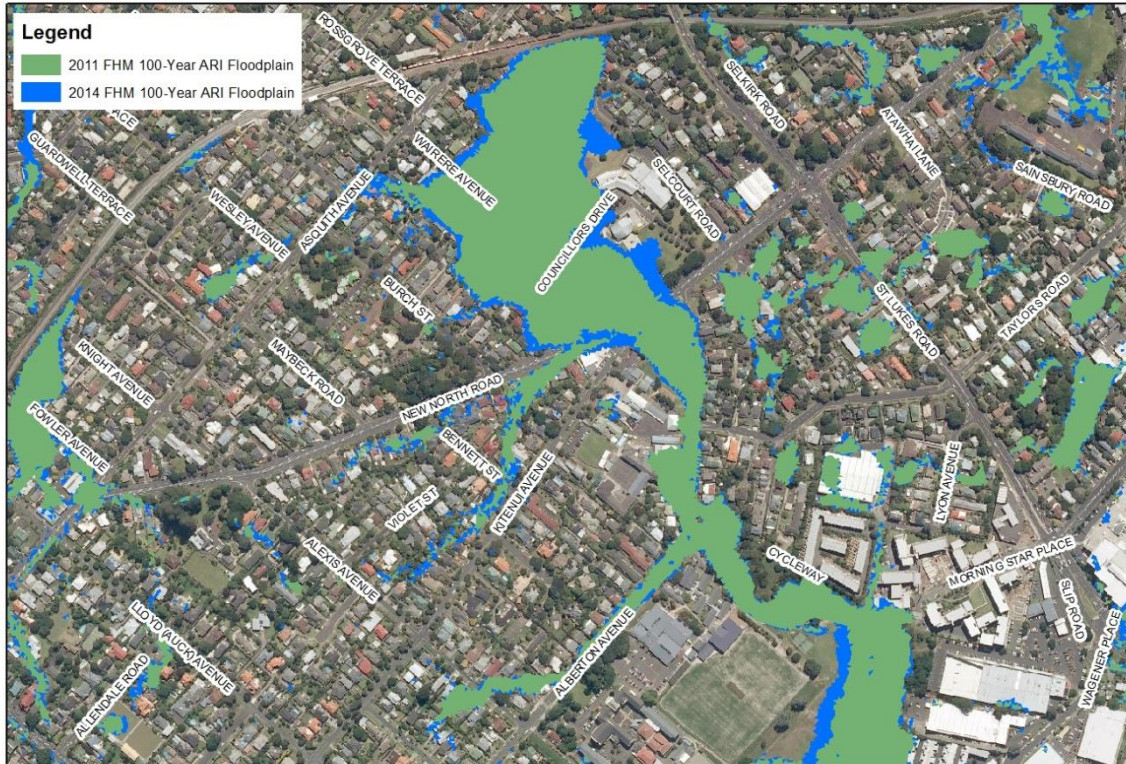 Legend
2011 FHM 100-Year ARI Floodplain
2014 FHM 100-Year ARI Floodplain
ROSSGROVE TERRACE
ACE
GUARDWELL TERRACE
WESLEY AVENUE
ASQUITH AVENUE
WAIRERE AVENUE
SELKIRK ROAD
ATAWHAI LANE
SAINSBURY ROAD
SELCOURT ROAD
COUNCILLORS DRIVE
BURCH ST
ST LUKES ROAD
TAYLORS ROAD
KNIGHT AVENUE
MAYBECK ROAD
NEW NORTH ROAD
FOWLER AVENUE
BENNETT ST
KITENUI AVENUE
VIOLET ST
LYON AVENUE
ALEXIS AVENUE
CYCLEWAY
MORNING STAR PLACE
SLIP ROAD
WAGENER PLACE
LLOYD (AUCK) AVENUE
ALLENDALE ROAD
ALBERTON AVENUE